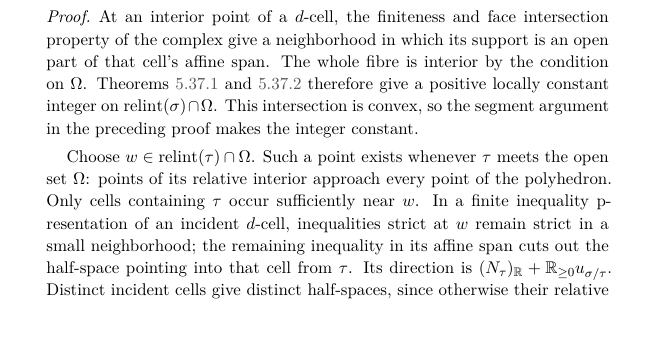 Proof. At an interior point of a d-cell, the finiteness and face intersection
property of the complex give a neighborhood in which its support is an open
part of that cell's affine span. The whole fibre is interior by the condition
on Ω. Theorems 5.37.1 and 5.37.2 therefore give a positive locally constant
integer on relint(σ)∩Ω. This intersection is convex, so the segment argument
in the preceding proof makes the integer constant.
Choose w ∈ relint(τ) ∩ Ω. Such a point exists whenever τ meets the open
set Ω: points of its relative interior approach every point of the polyhedron.
Only cells containing τ occur sufficiently near w. In a finite inequality p-
resentation of an incident d-cell, inequalities strict at w remain strict in a
small neighborhood; the remaining inequality in its affine span cuts out the
half-space pointing into that cell from τ. Its direction is (N_τ)_ℝ + ℝ_≥0 u_σ/τ.
Distinct incident cells give distinct half-spaces, since otherwise their relative